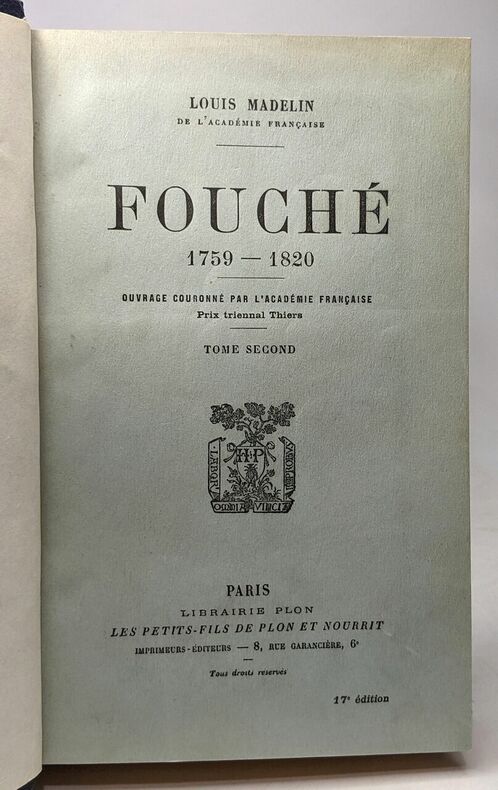 LOUIS MADELIN
DE L'ACADÉMIE FRANÇAISE
FOUCHÉ
1759 — 1820
OUVRAGE COURONNÉ PAR L'ACADÉMIE FRANÇAISE
Prix triennal Thiers
TOME SECOND
LABOR
H P
IMPROBVS
OMNIA VINCIT
PARIS
LIBRAIRIE PLON
LES PETITS-FILS DE PLON ET NOURRIT
IMPRIMEURS-ÉDITEURS — 8, RUE GARANCIÈRE, 6e
Tous droits reservés
17e édition